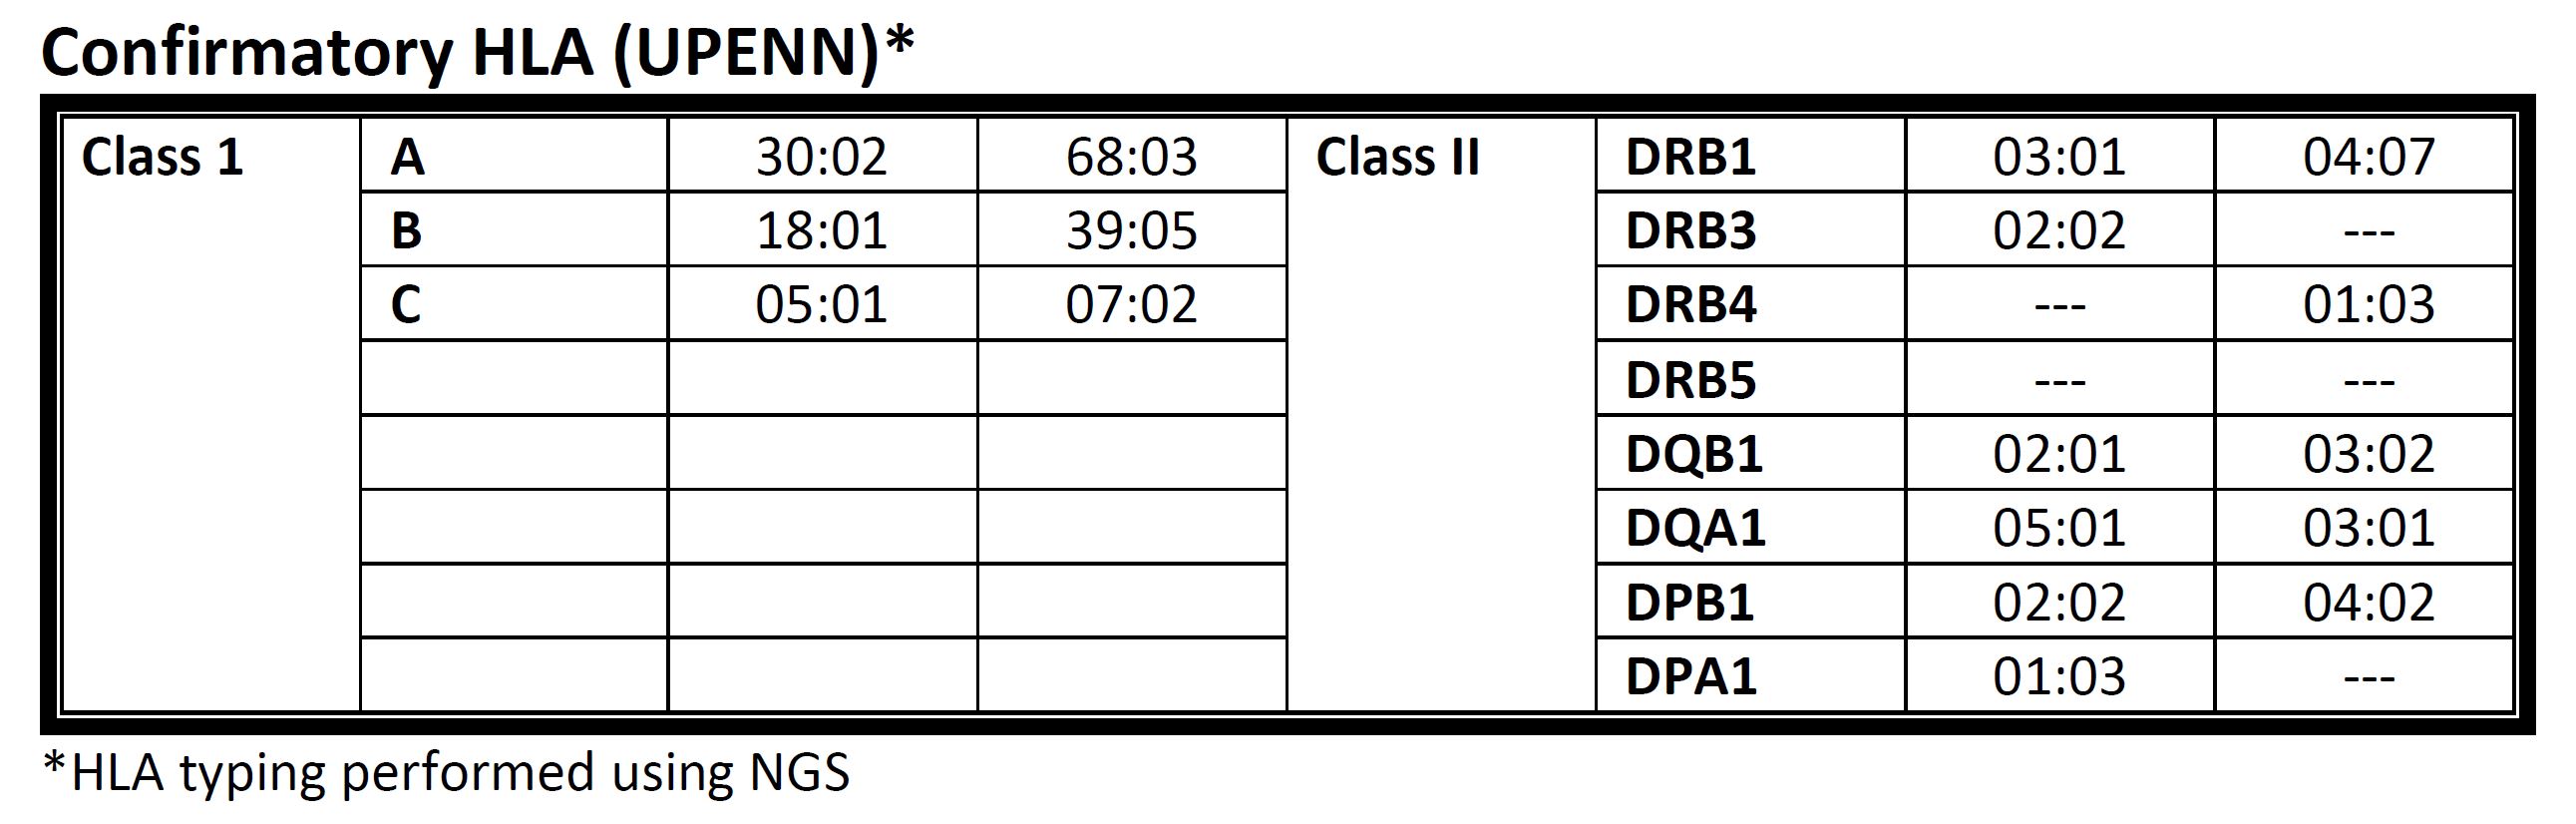 Confirmatory HLA (UPENN)*
Class 1 A 30:02 68:03 Class II DRB1 03:01 04:07
B 18:01 39:05 DRB3 02:02 ---
C 05:01 07:02 DRB4 --- 01:03
DRB5 --- ---
DQB1 02:01 03:02
DQA1 05:01 03:01
DPB1 02:02 04:02
DPA1 01:03 ---
*HLA typing performed using NGS